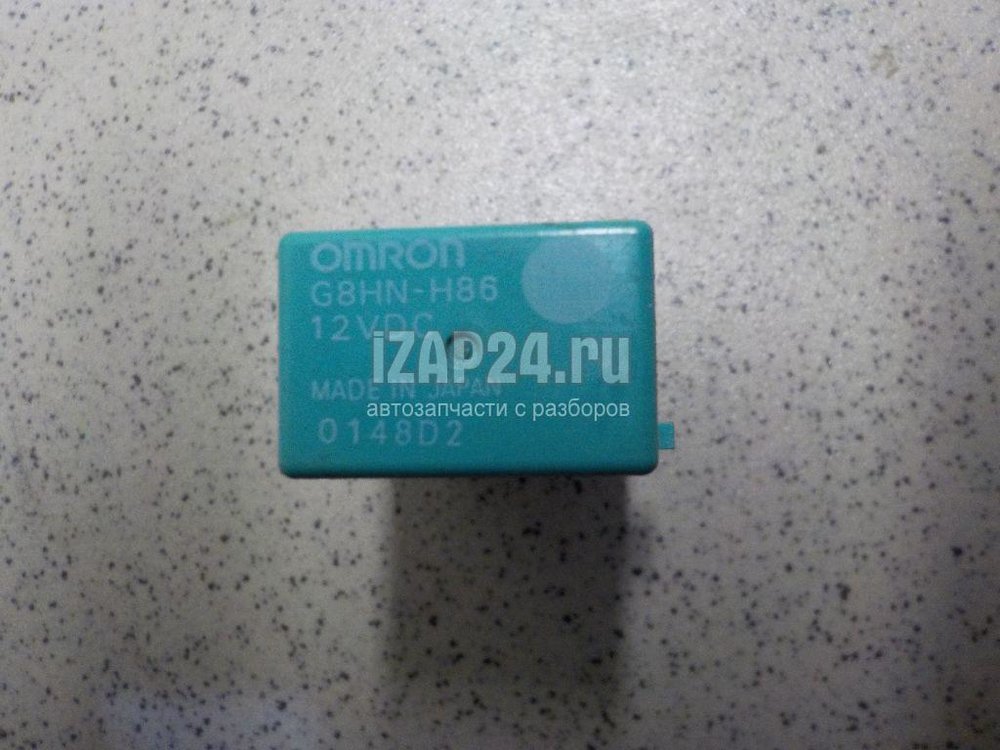 OMRON
G8HN-H86
12VDC
iZAP24.ru
MADE IN JAPAN
автозапчасти с разборов
0148D2